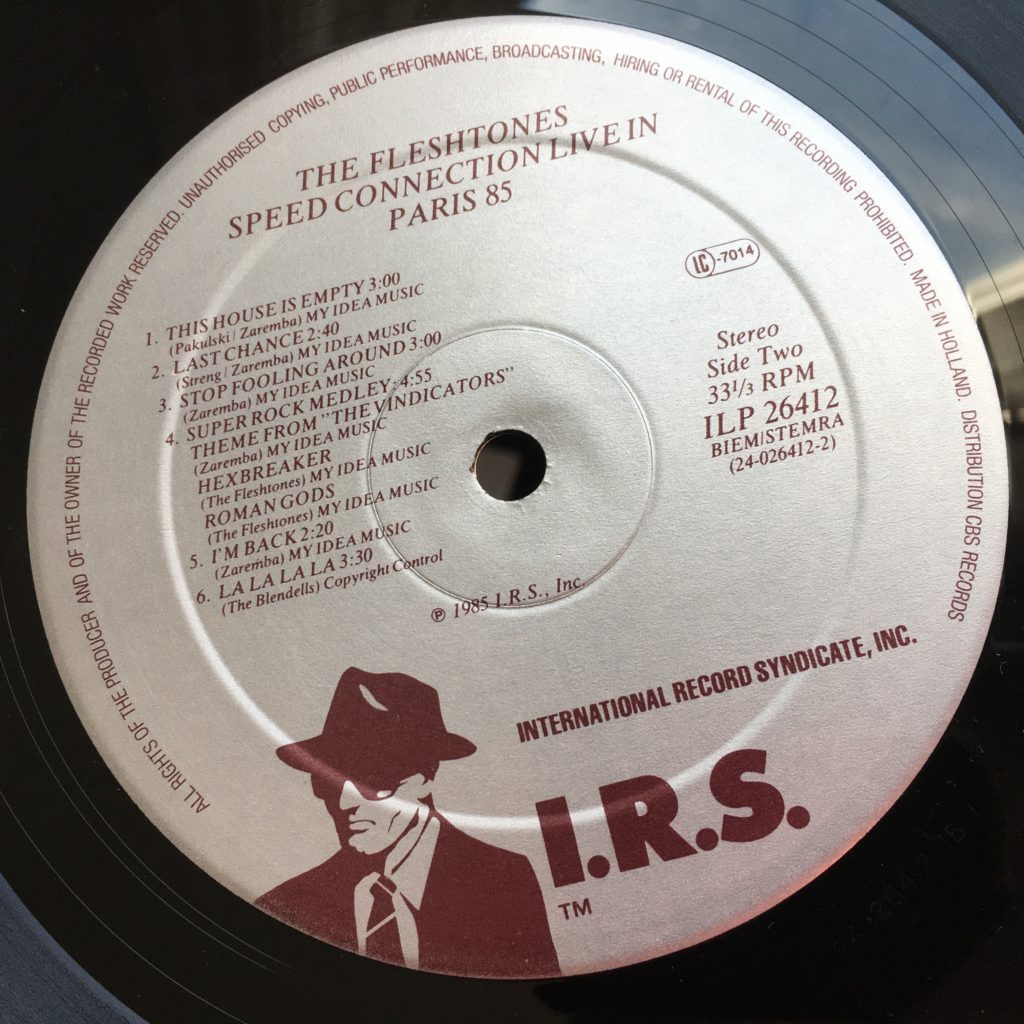 ALL RIGHTS OF THE PRODUCER AND OF THE OWNER OF THE RECORDED WORK RESERVED. UNAUTHORISED COPYING, PUBLIC PERFORMANCE, BROADCASTING, HIRING OR RENTAL OF THIS RECORDING PROHIBITED. MADE IN HOLLAND. DISTRIBUTION CBS RECORDS
THE FLESHTONES
SPEED CONNECTION LIVE IN
PARIS 85
LC-7014
1. THIS HOUSE IS EMPTY 3:00
(Pakulski / Zaremba) MY IDEA MUSIC
2. LAST CHANCE 2:40
(Streng / Zaremba) MY IDEA MUSIC
3. STOP FOOLING AROUND 3:00
(Zaremba) MY IDEA MUSIC
4. SUPER ROCK MEDLEY: 4:55
THEME FROM "THE VINDICATORS"
(Zaremba) MY IDEA MUSIC
HEXBREAKER
(The Fleshtones) MY IDEA MUSIC
ROMAN GODS
(The Fleshtones) MY IDEA MUSIC
5. I'M BACK 2:20
(Zaremba) MY IDEA MUSIC
6. LA LA LA LA 3:30
(The Blendells) Copyright Control
Stereo
Side Two
33 1/3 RPM
ILP 26412
BIEM/STEMRA
(24-026412-2)
℗ 1985 I.R.S., Inc.
INTERNATIONAL RECORD SYNDICATE, INC.
I.R.S.
TM